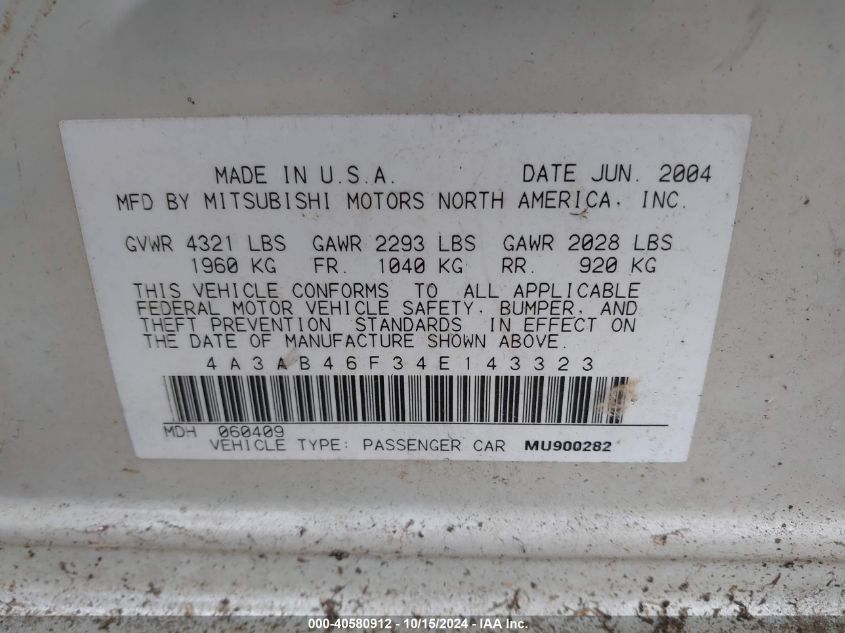 MADE IN U.S.A. DATE JUN. 2004
MFD BY MITSUBISHI MOTORS NORTH AMERICA, INC.
GVWR 4321 LBS GAWR 2293 LBS GAWR 2028 LBS
1960 KG FR. 1040 KG RR. 920 KG
THIS VEHICLE CONFORMS TO ALL APPLICABLE
FEDERAL MOTOR VEHICLE SAFETY, BUMPER, AND
THEFT PREVENTION STANDARDS IN EFFECT ON
THE DATE OF MANUFACTURE SHOWN ABOVE.
4A3AB46F34E143323
MDH 060409
VEHICLE TYPE: PASSENGER CAR MU900282
000-40580912 - 10/15/2024 - IAA Inc.